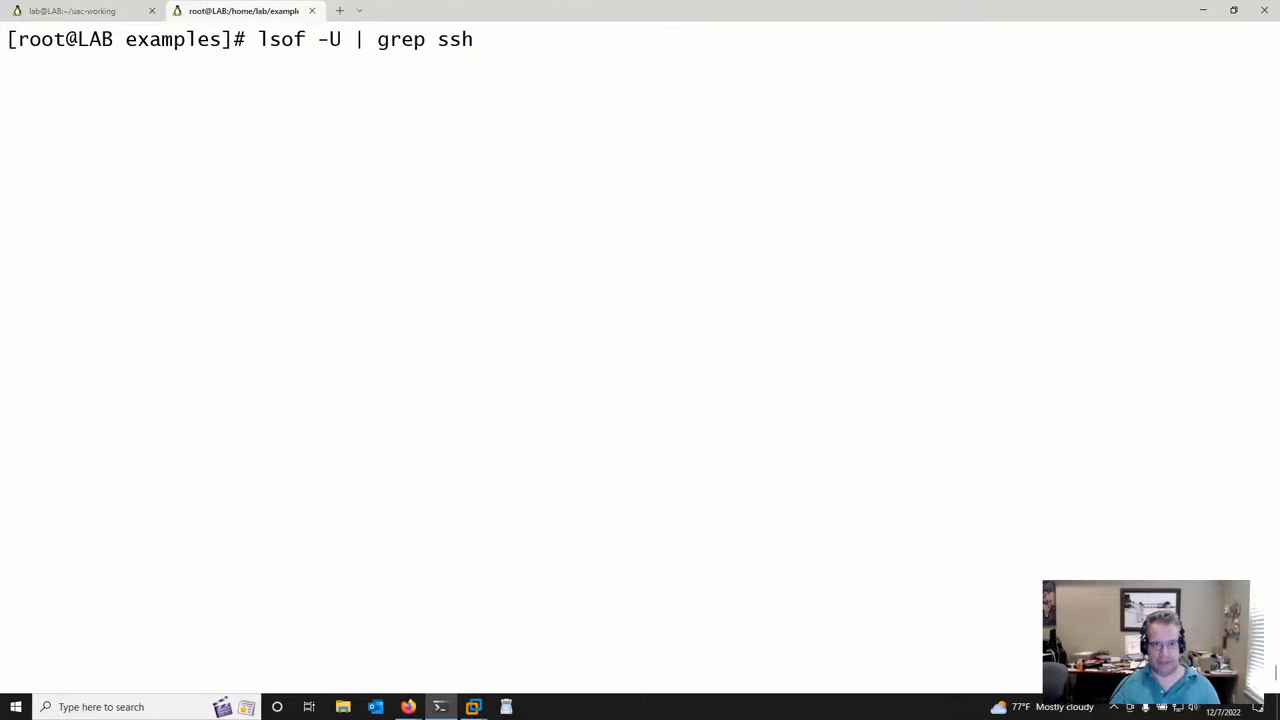 lab@LAB:~/uac-working
root@LAB:/home/lab/exampl
[root@LAB examples]# lsof -U | grep ssh
Type here to search
77°F Mostly cloudy
12/7/2022